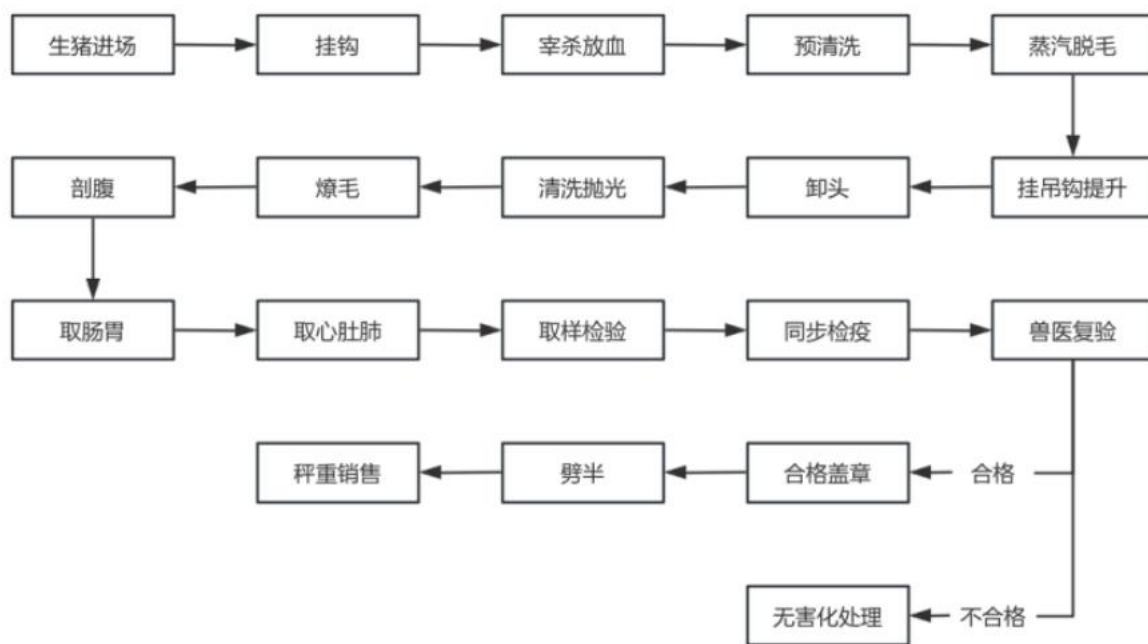 生猪进场
挂钩
宰杀放血
预清洗
蒸汽脱毛
挂吊钩提升
卸头
清洗抛光
燎毛
剖腹
取肠胃
取心肚肺
取样检验
同步检疫
兽医复验
合格
合格盖章
劈半
秤重销售
不合格
无害化处理